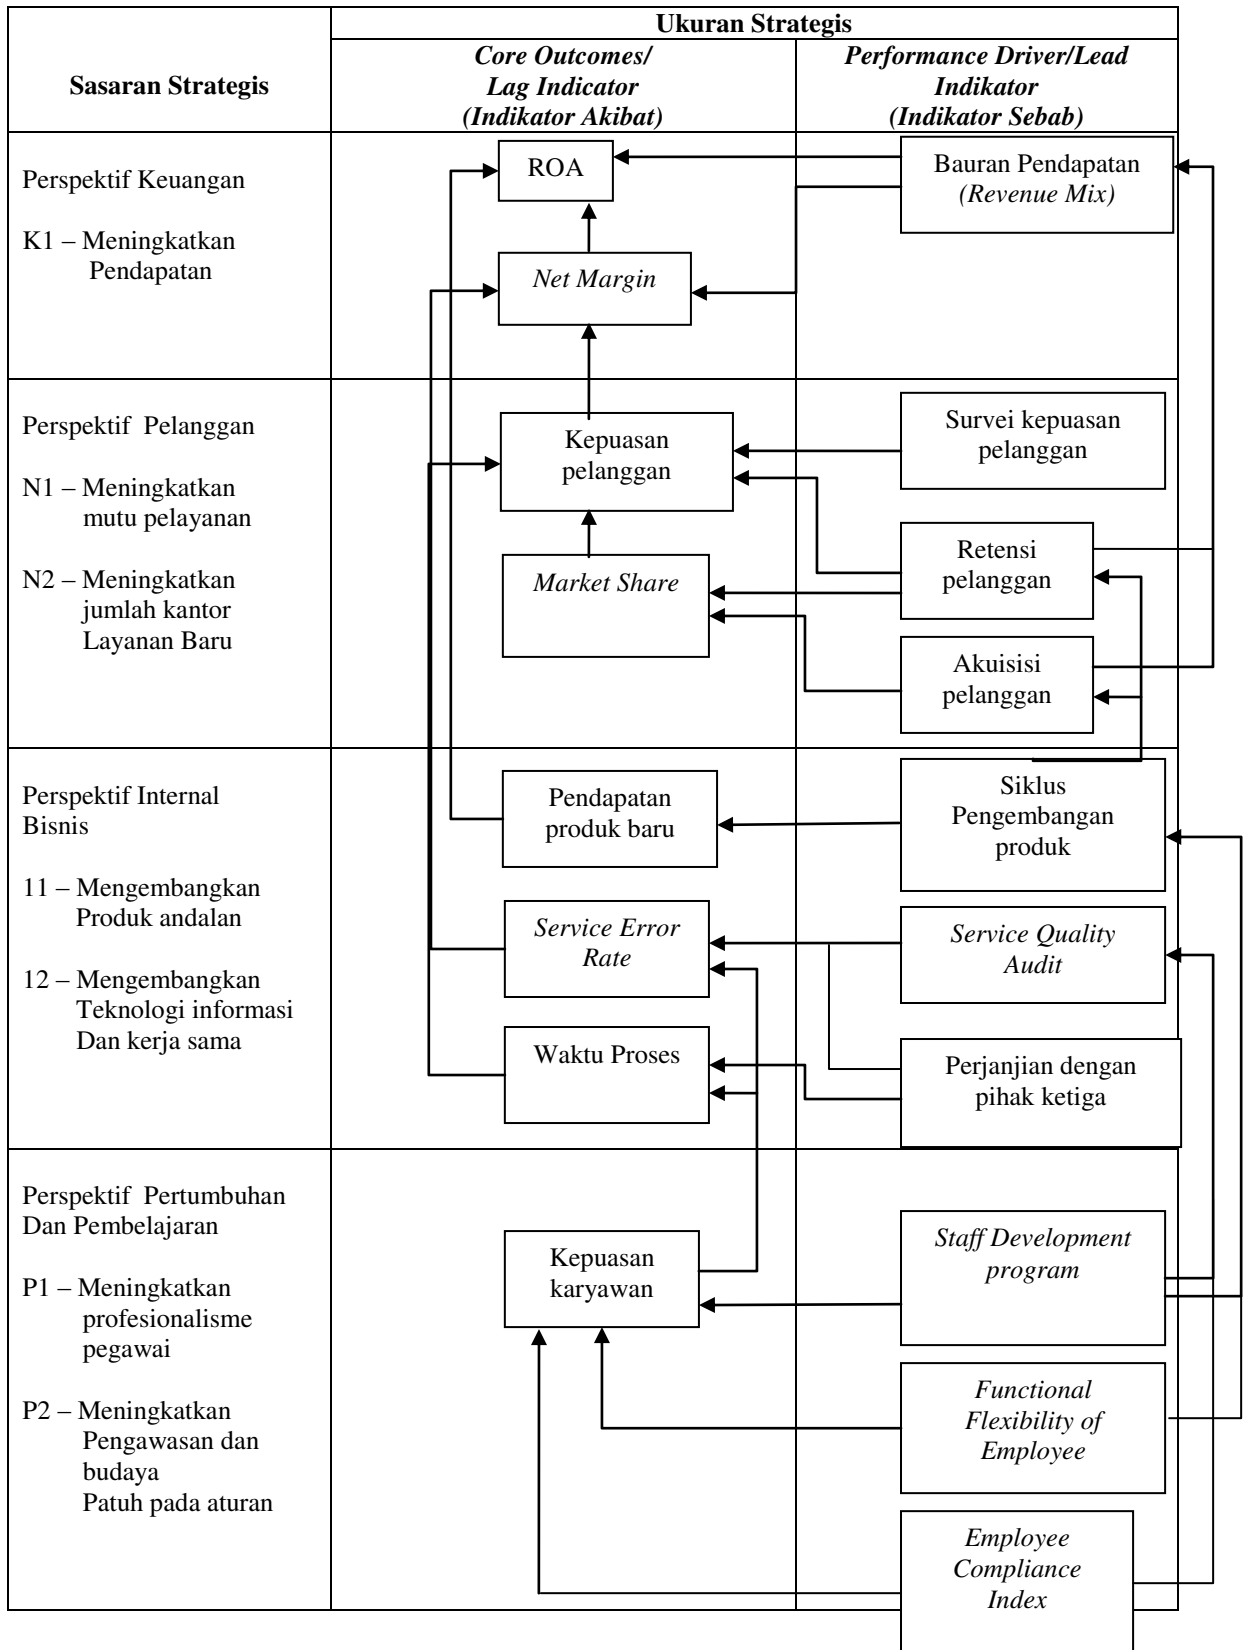 Sasaran Strategis
Ukuran Strategis
Core Outcomes/
Lag Indicator
(Indikator Akibat)
Performance Driver/Lead
Indikator
(Indikator Sebab)
Perspektif Keuangan
K1 – Meningkatkan
Pendapatan
ROA
Net Margin
Bauran Pendapatan
(Revenue Mix)
Perspektif Pelanggan
N1 – Meningkatkan
mutu pelayanan
N2 – Meningkatkan
jumlah kantor
Layanan Baru
Kepuasan
pelanggan
Market Share
Survei kepuasan
pelanggan
Retensi
pelanggan
Akuisisi
pelanggan
Perspektif Internal
Bisnis
11 – Mengembangkan
Produk andalan
12 – Mengembangkan
Teknologi informasi
Dan kerja sama
Pendapatan
produk baru
Service Error
Rate
Waktu Proses
Siklus
Pengembangan
produk
Service Quality
Audit
Perjanjian dengan
pihak ketiga
Perspektif Pertumbuhan
Dan Pembelajaran
P1 – Meningkatkan
profesionalisme
pegawai
P2 – Meningkatkan
Pengawasan dan
budaya
Patuh pada aturan
Kepuasan
karyawan
Staff Development
program
Functional
Flexibility of
Employee
Employee
Compliance
Index